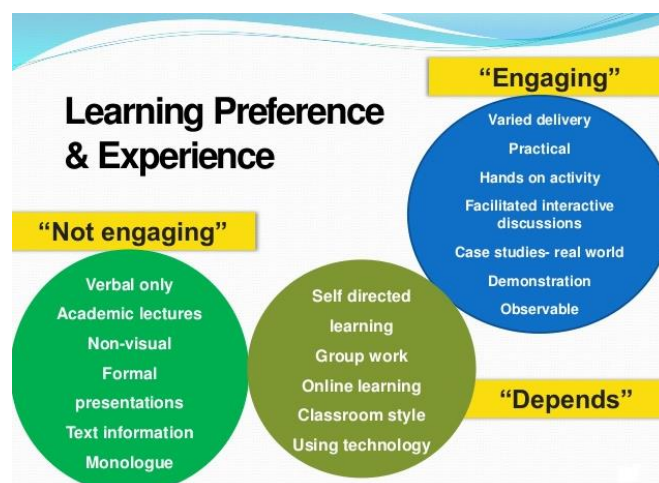 Learning Preference
& Experience
“Engaging”
Varied delivery
Practical
Hands on activity
Facilitated interactive
discussions
Case studies- real world
Demonstration
Observable
“Not engaging”
Verbal only
Academic lectures
Non-visual
Formal
presentations
Text information
Monologue
Self directed
learning
Group work
Online learning
Classroom style
Using technology
“Depends”